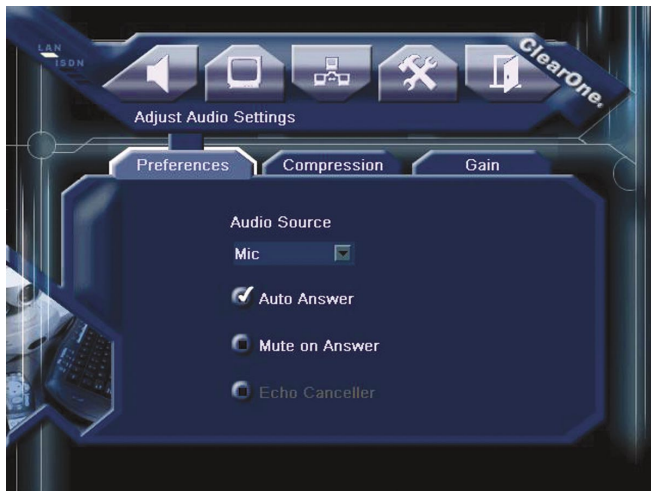 LAN
ISDN
ClearOne.
Adjust Audio Settings
Preferences Compression Gain
Audio Source
Mic
Auto Answer
Mute on Answer
Echo Canceller